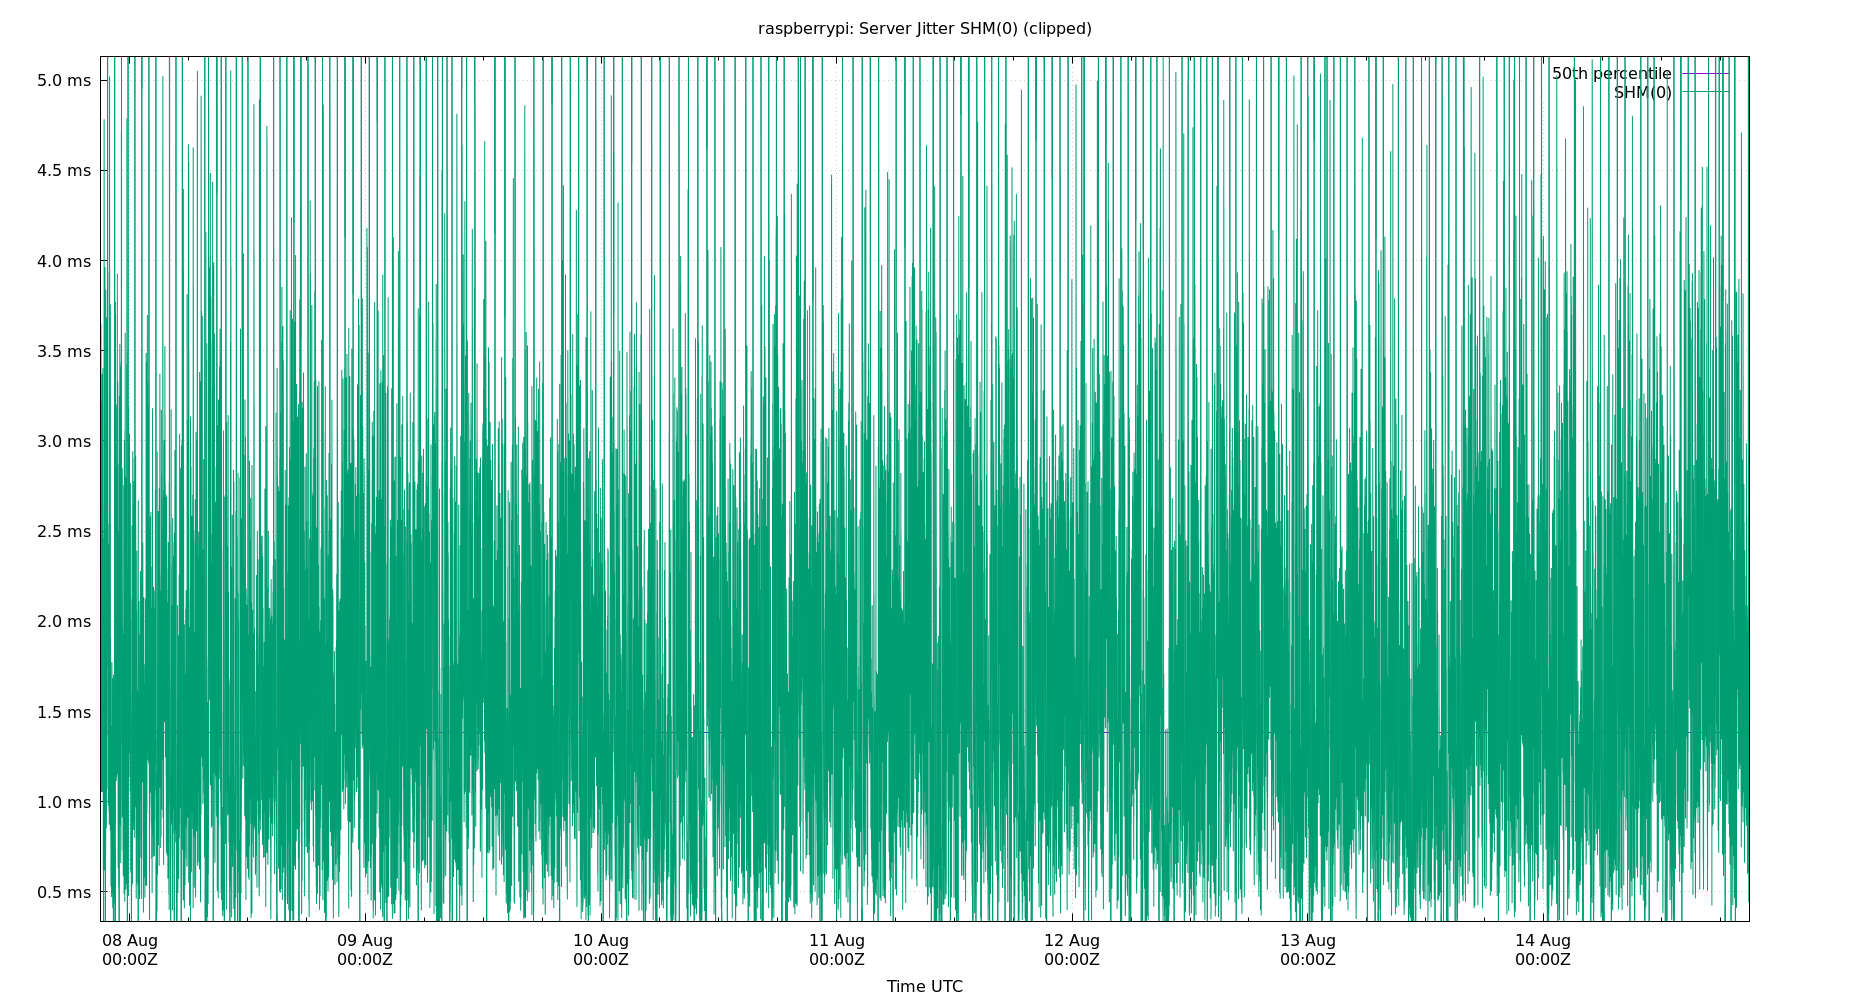 raspberrypi: Server Jitter SHM(0) (clipped)
50th percentile
SHM(0)
5.0 ms
4.5 ms
4.0 ms
3.5 ms
3.0 ms
2.5 ms
2.0 ms
1.5 ms
1.0 ms
0.5 ms
08 Aug 09 Aug 10 Aug 11 Aug 12 Aug 13 Aug 14 Aug
00:00Z 00:00Z 00:00Z 00:00Z 00:00Z 00:00Z 00:00Z
Time UTC